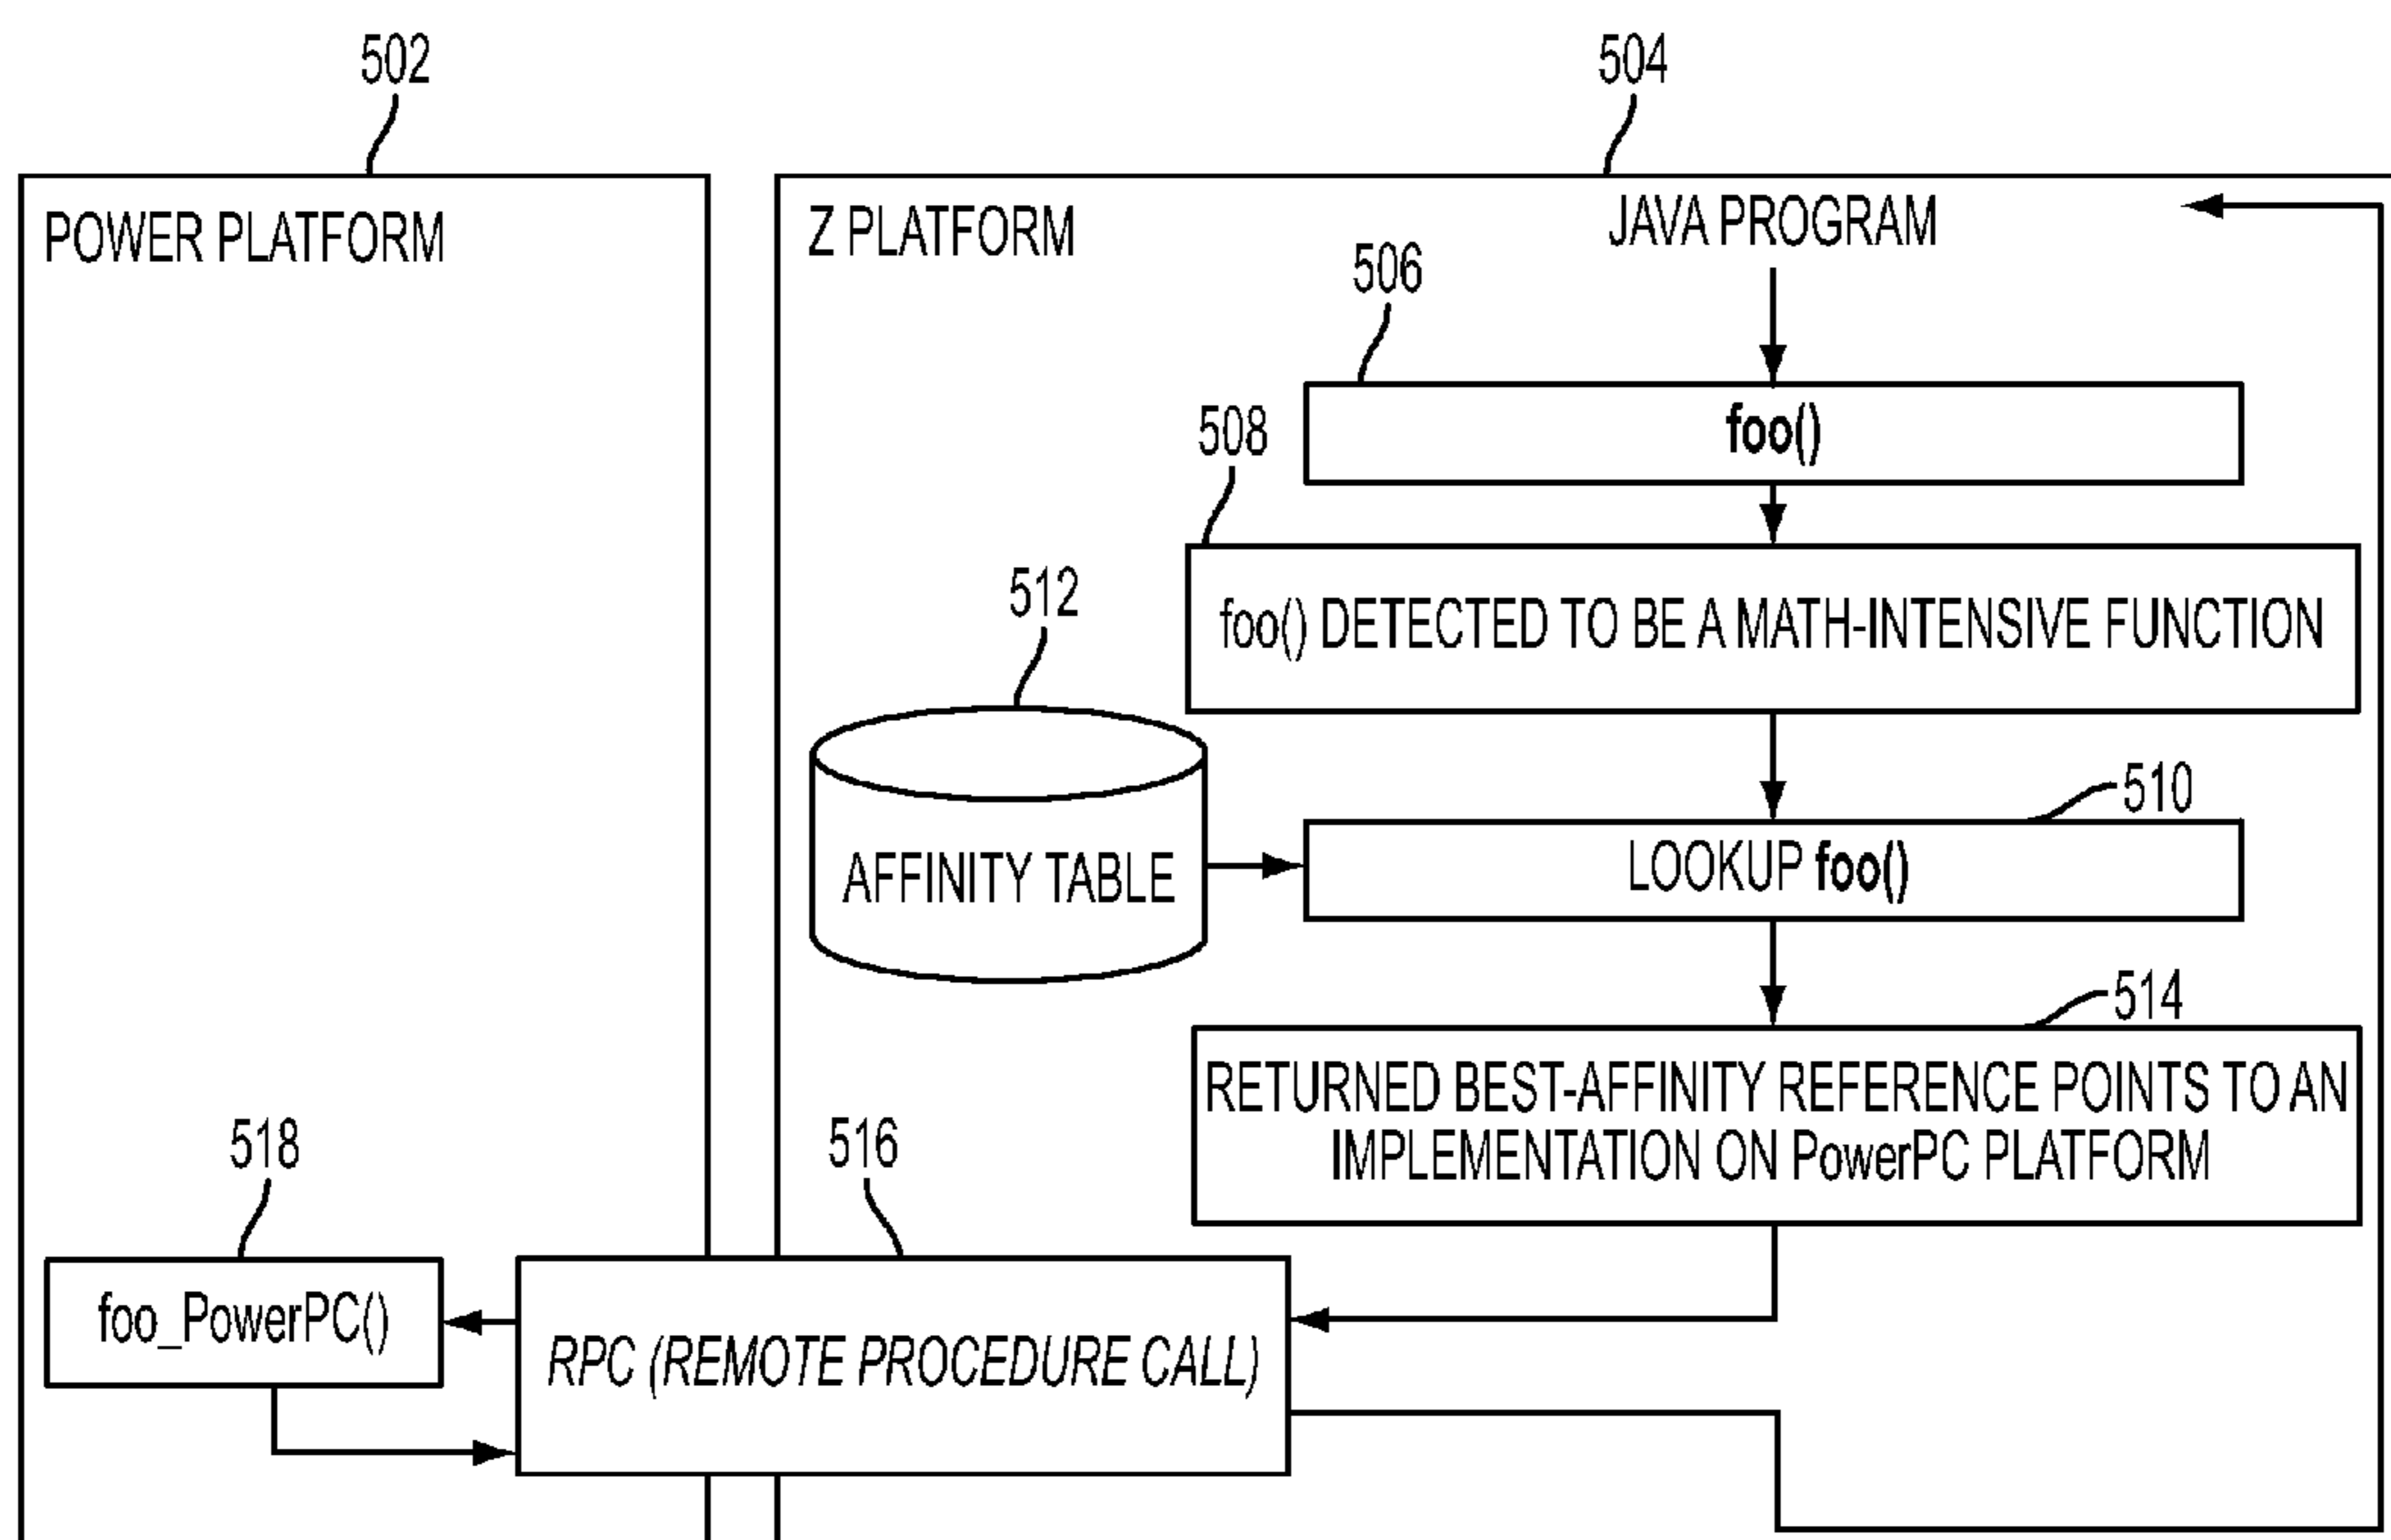 502
504
POWER PLATFORM
Z PLATFORM
JAVA PROGRAM
506
foo()
508
foo() DETECTED TO BE A MATH-INTENSIVE FUNCTION
512
AFFINITY TABLE
510
LOOKUP foo()
514
RETURNED BEST-AFFINITY REFERENCE POINTS TO AN
IMPLEMENTATION ON PowerPC PLATFORM
518
516
foo_PowerPC()
RPC (REMOTE PROCEDURE CALL)